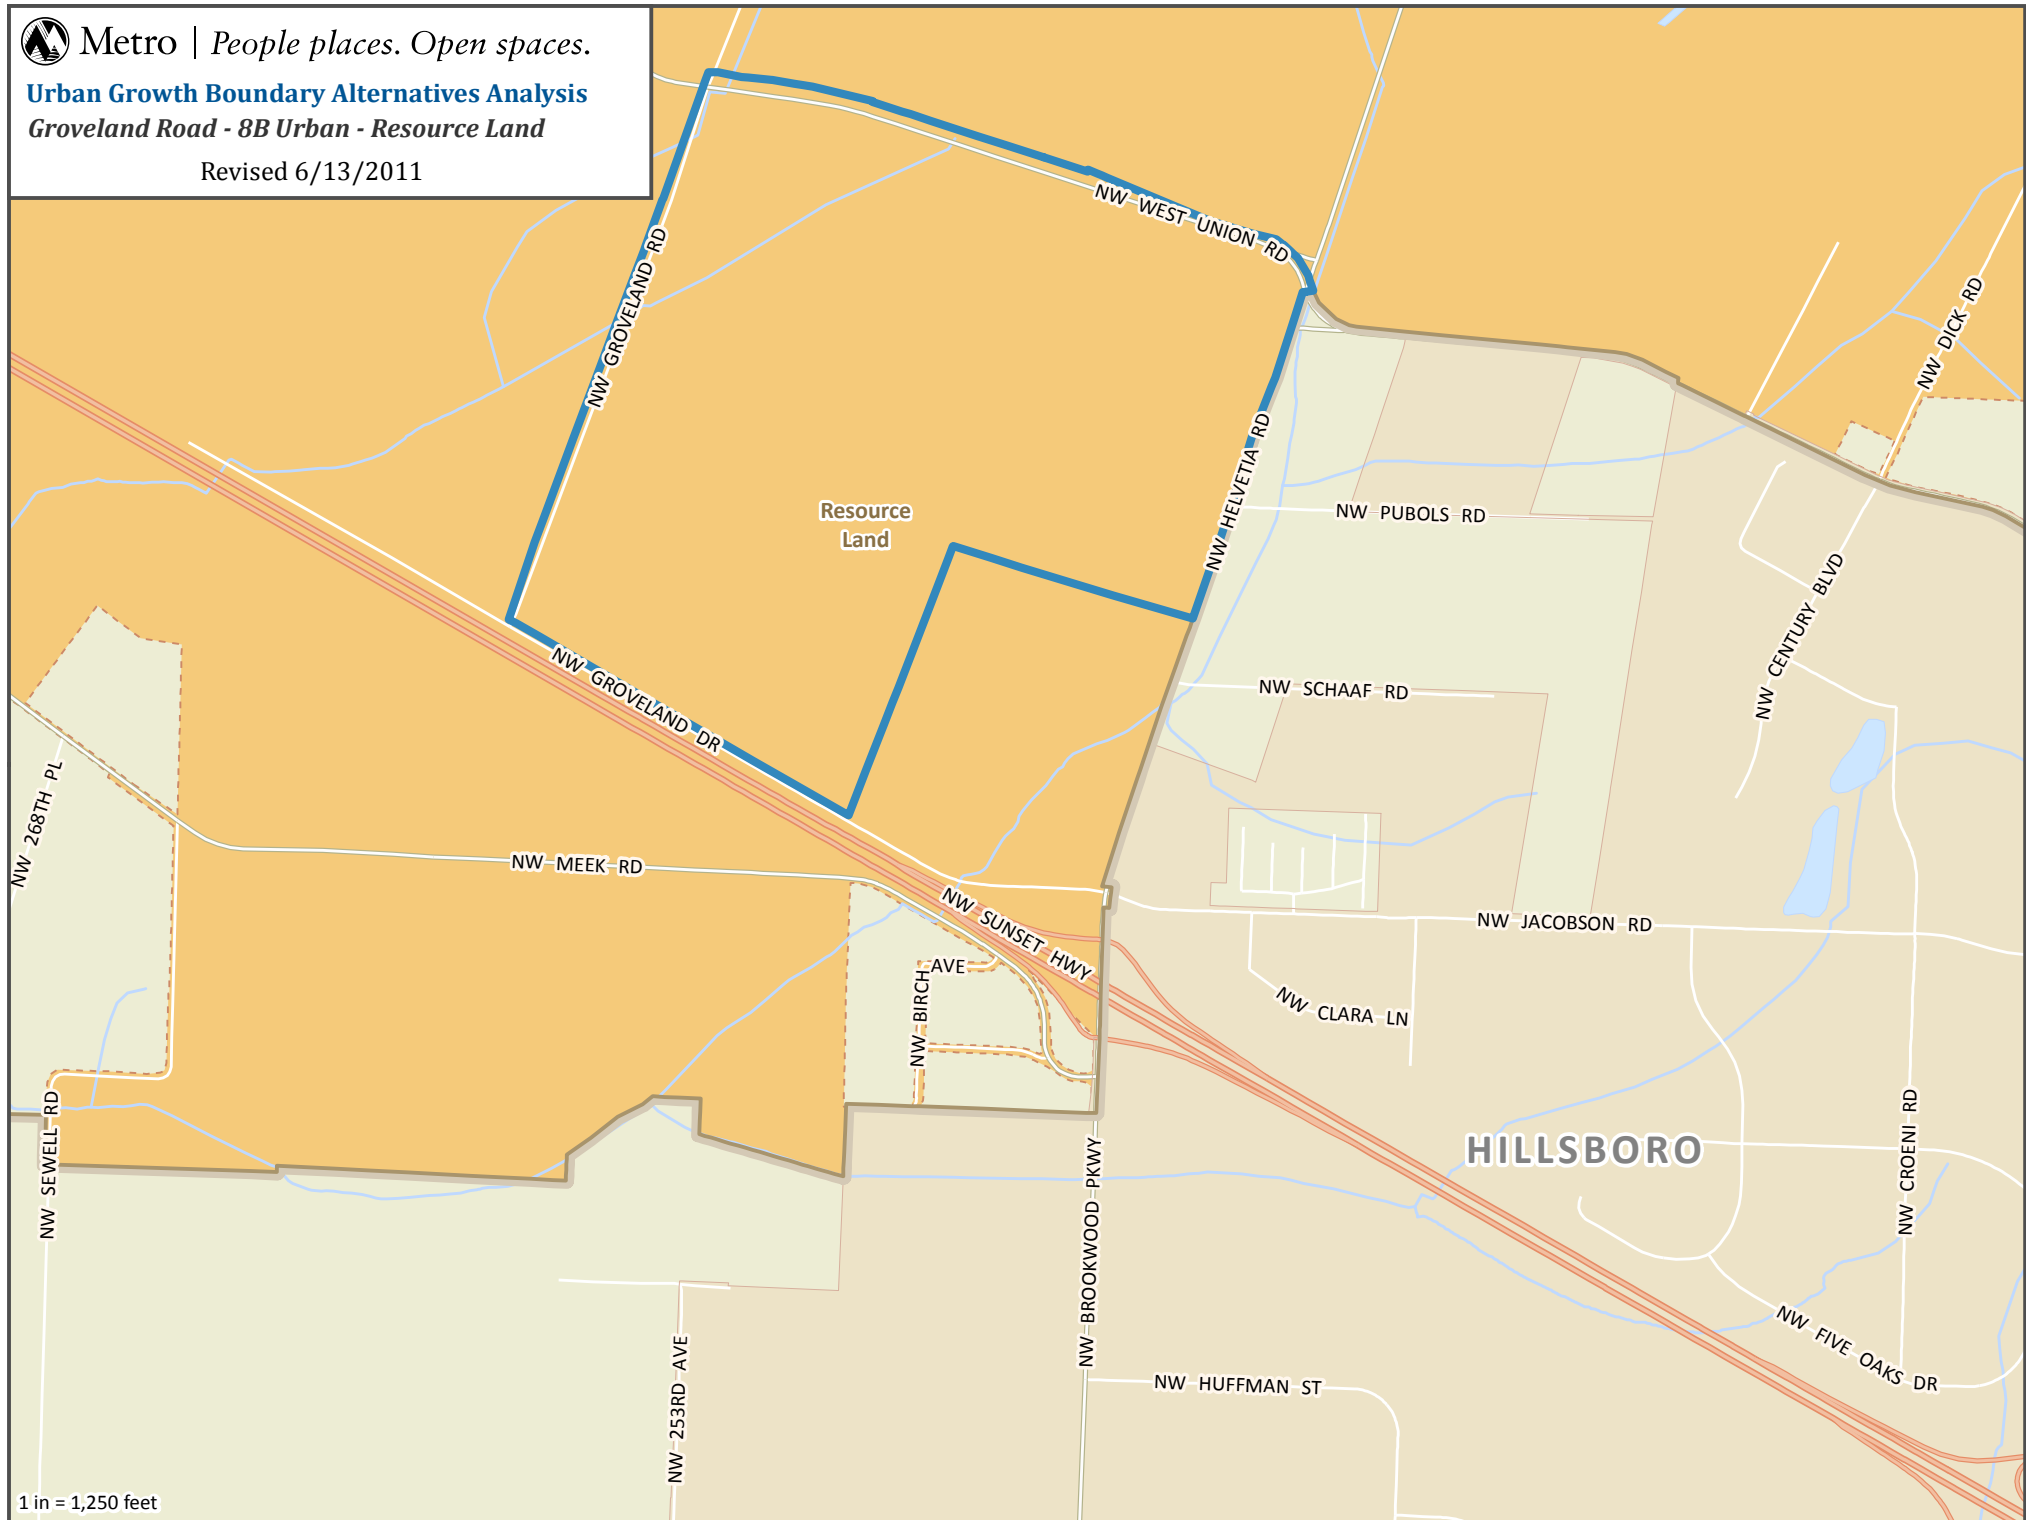 Metro | People places. Open spaces.
Urban Growth Boundary Alternatives Analysis
Groveland Road - 8B Urban - Resource Land
Revised 6/13/2011
NW WEST UNION RD
NW GROVELAND RD
NW DICK RD
NW HELVETIA RD
Resource
Land
NW PUBOLS RD
NW CENTURY BLVD
NW GROVELAND DR
NW SCHAAF RD
NW 268TH PL
NW MEEK RD
NW SUNSET HWY
NW JACOBSON RD
NW BIRCH AVE
NW CLARA LN
NW SEWELL RD
HILLSBORO
NW CROENI RD
NW BROOKWOOD PKWY
NW FIVE OAKS DR
NW 253RD AVE
NW HUFFMAN ST
1 in = 1,250 feet